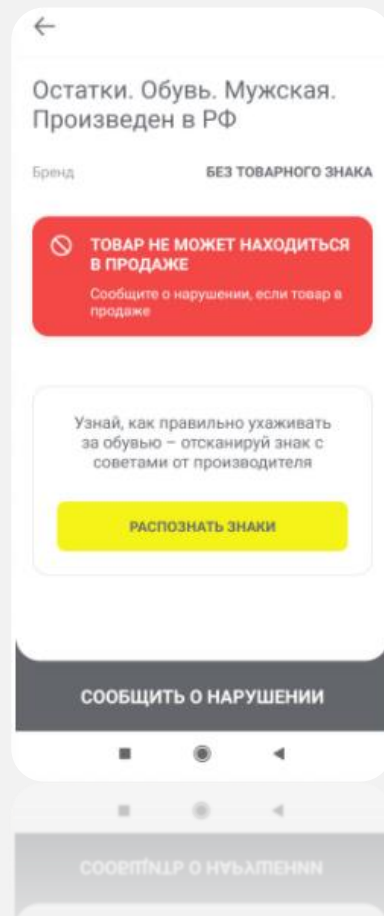 Остатки. Обувь. Мужская.
Произведен в РФ
Бренд БЕЗ ТОВАРНОГО ЗНАКА
ТОВАР НЕ МОЖЕТ НАХОДИТЬСЯ
В ПРОДАЖЕ
Сообщите о нарушении, если товар в
продаже
Узнай, как правильно ухаживать
за обувью – отсканируй знак с
советами от производителя
РАСПОЗНАТЬ ЗНАКИ
СООБЩИТЬ О НАРУШЕНИИ